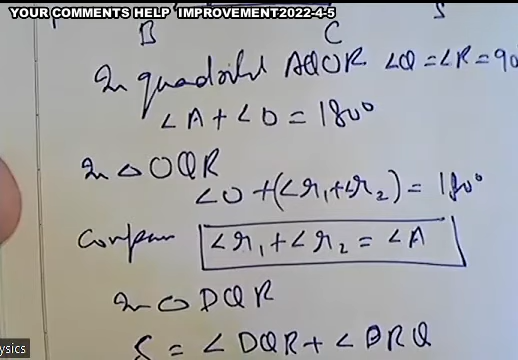 YOUR COMMENTS HELP IMPROVEMENT2022-4-5
B C S
In quadrilatel AQOR ∠Q = ∠R = 90
∠A + ∠O = 180°
In △ OQR
∠O + (∠r₁+∠r₂) = 180°
Compare ∠r₁ + ∠r₂ = ∠A
In △ DQR
S = ∠DQR + ∠DRQ
ysics